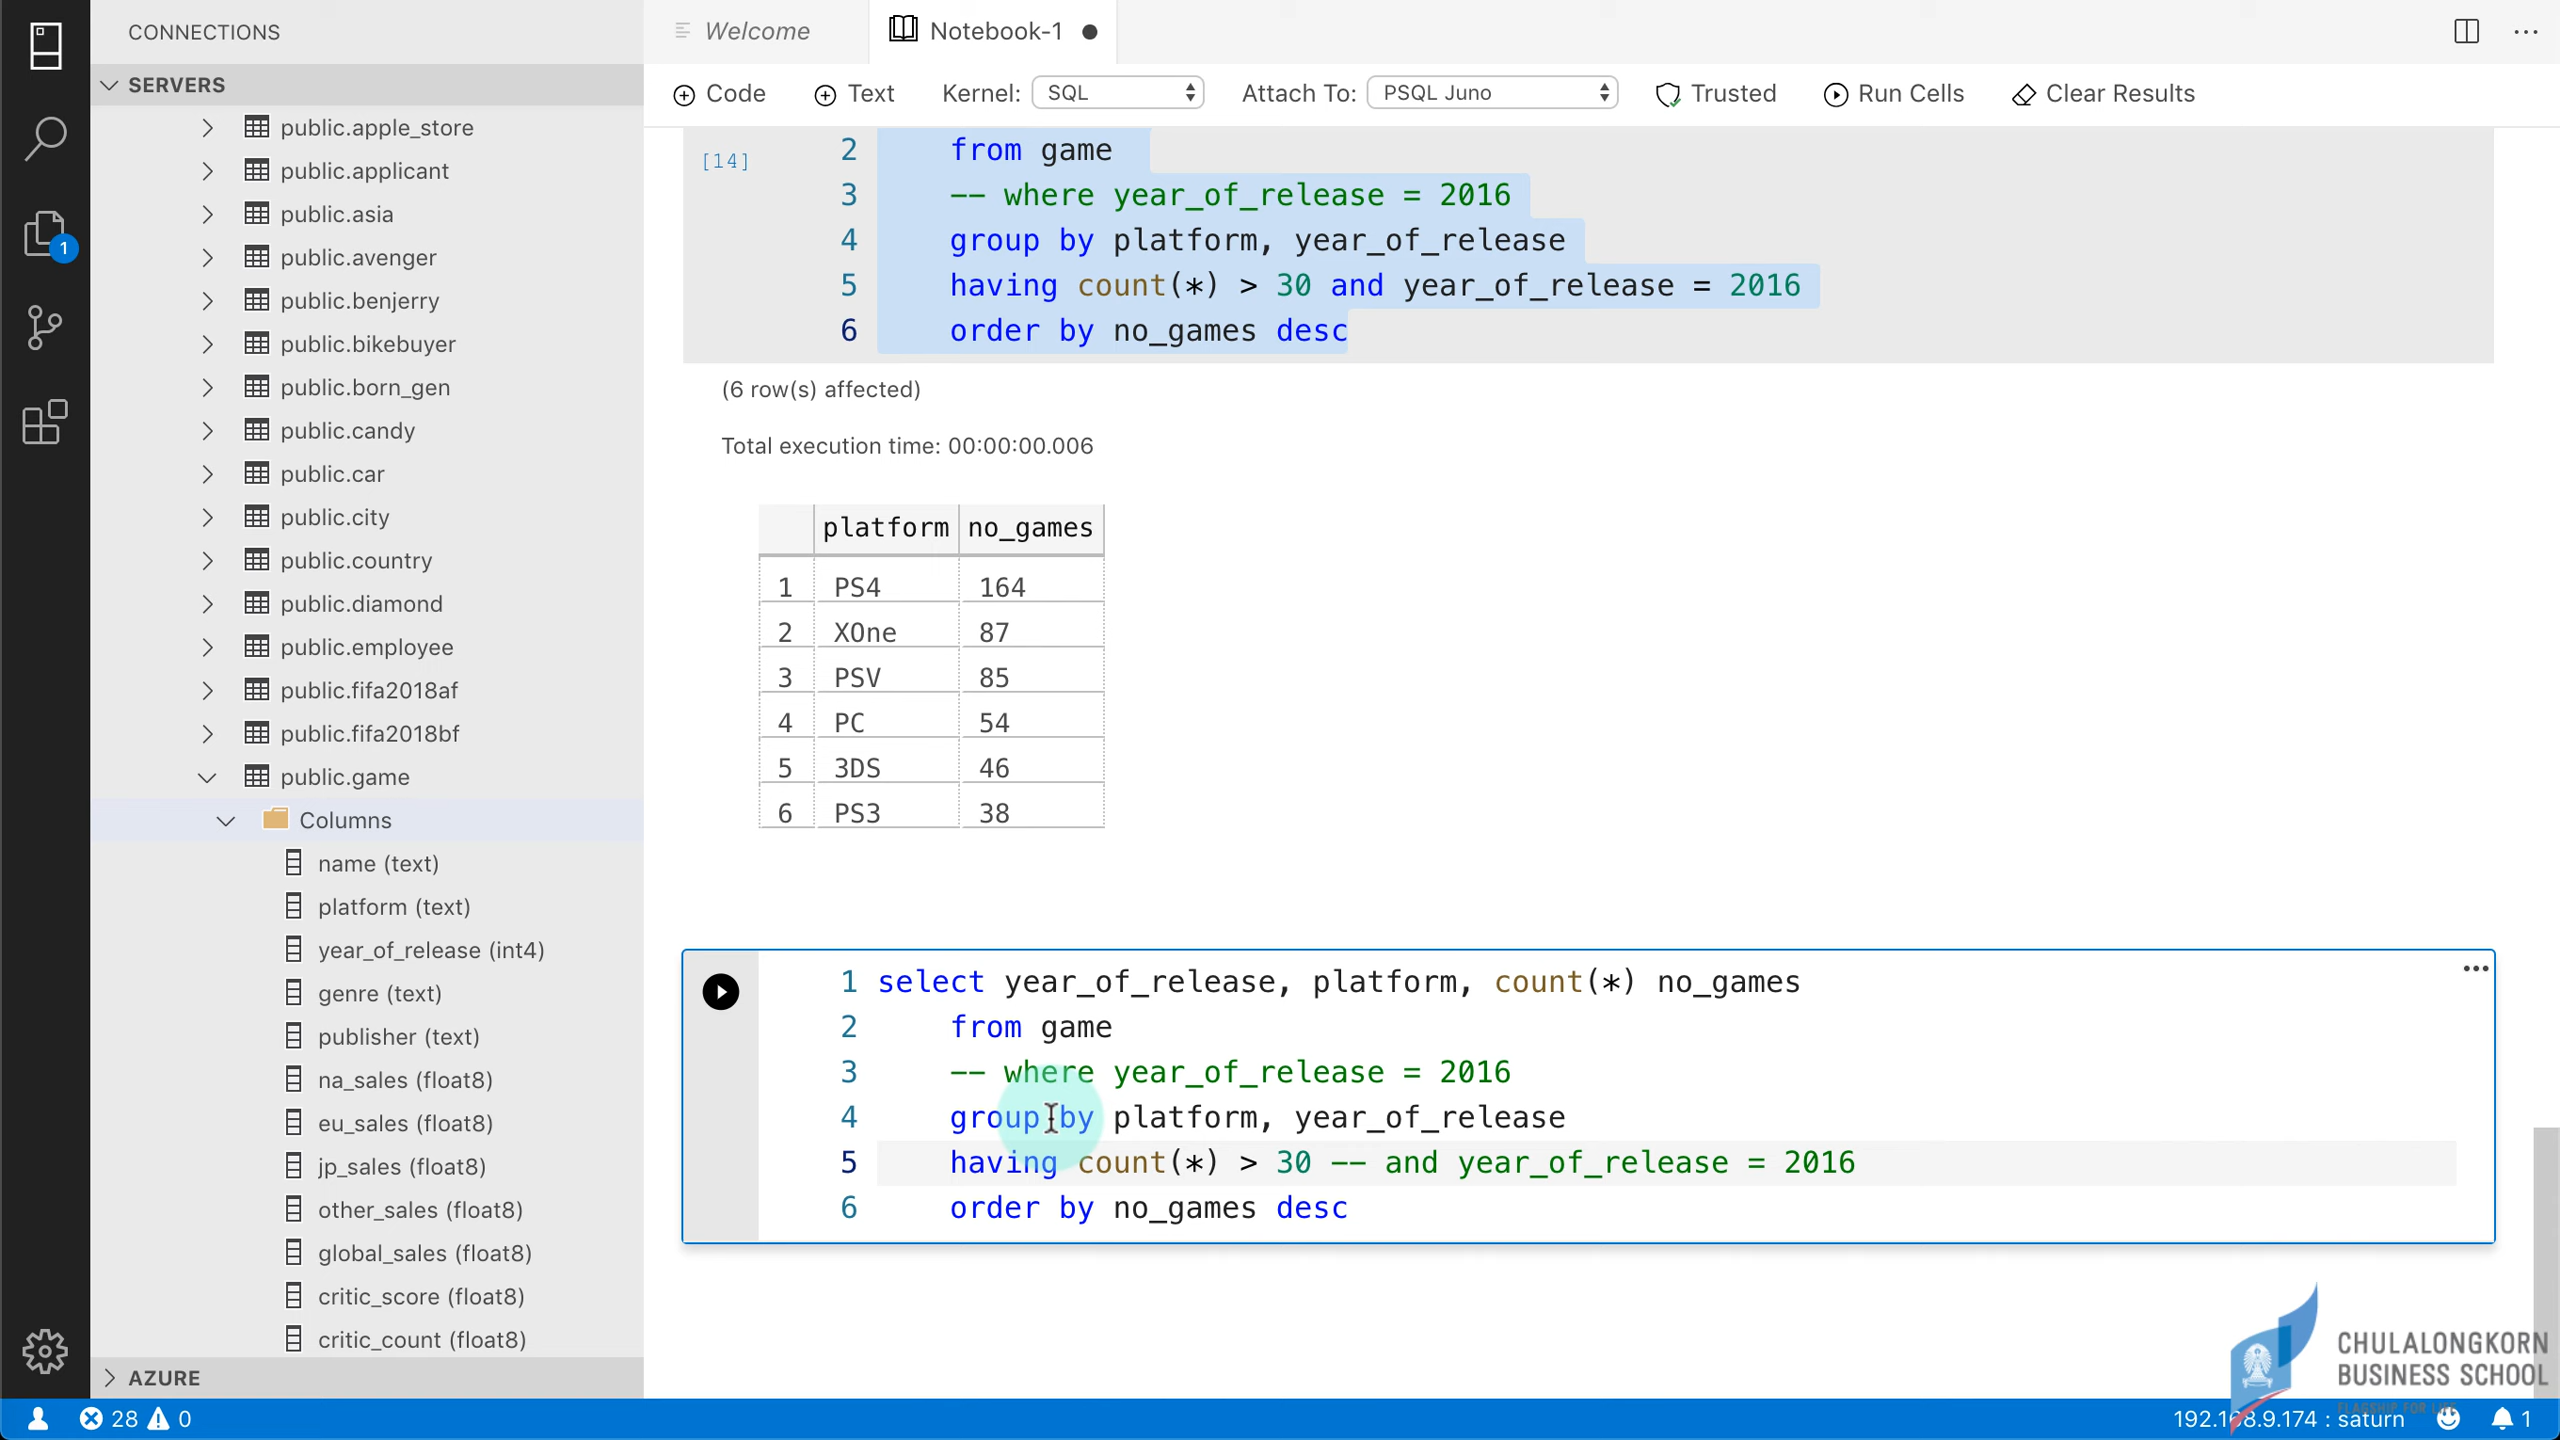 CONNECTIONS
SERVERS
public.apple_store
public.applicant
public.asia
public.avenger
public.benjerry
public.bikebuyer
public.born_gen
public.candy
public.car
public.city
public.country
public.diamond
public.employee
public.fifa2018af
public.fifa2018bf
public.game
Columns
name (text)
platform (text)
year_of_release (int4)
genre (text)
publisher (text)
na_sales (float8)
eu_sales (float8)
jp_sales (float8)
other_sales (float8)
global_sales (float8)
critic_score (float8)
critic_count (float8)
AZURE
1
Welcome
Notebook-1
Code Text Kernel: SQL Attach To: PSQL Juno Trusted Run Cells Clear Results
[14]
2 from game
3 -- where year_of_release = 2016
4 group by platform, year_of_release
5 having count(*) > 30 and year_of_release = 2016
6 order by no_games desc
(6 row(s) affected)
Total execution time: 00:00:00.006
platform no_games
1 PS4 164
2 XOne 87
3 PSV 85
4 PC 54
5 3DS 46
6 PS3 38
1 select year_of_release, platform, count(*) no_games
2 from game
3 -- where year_of_release = 2016
4 group by platform, year_of_release
5 having count(*) > 30 -- and year_of_release = 2016
6 order by no_games desc
CHULALONGKORN
BUSINESS SCHOOL
FLAGSHIP FOR LIFE
28 0
192.168.9.174 : saturn 1